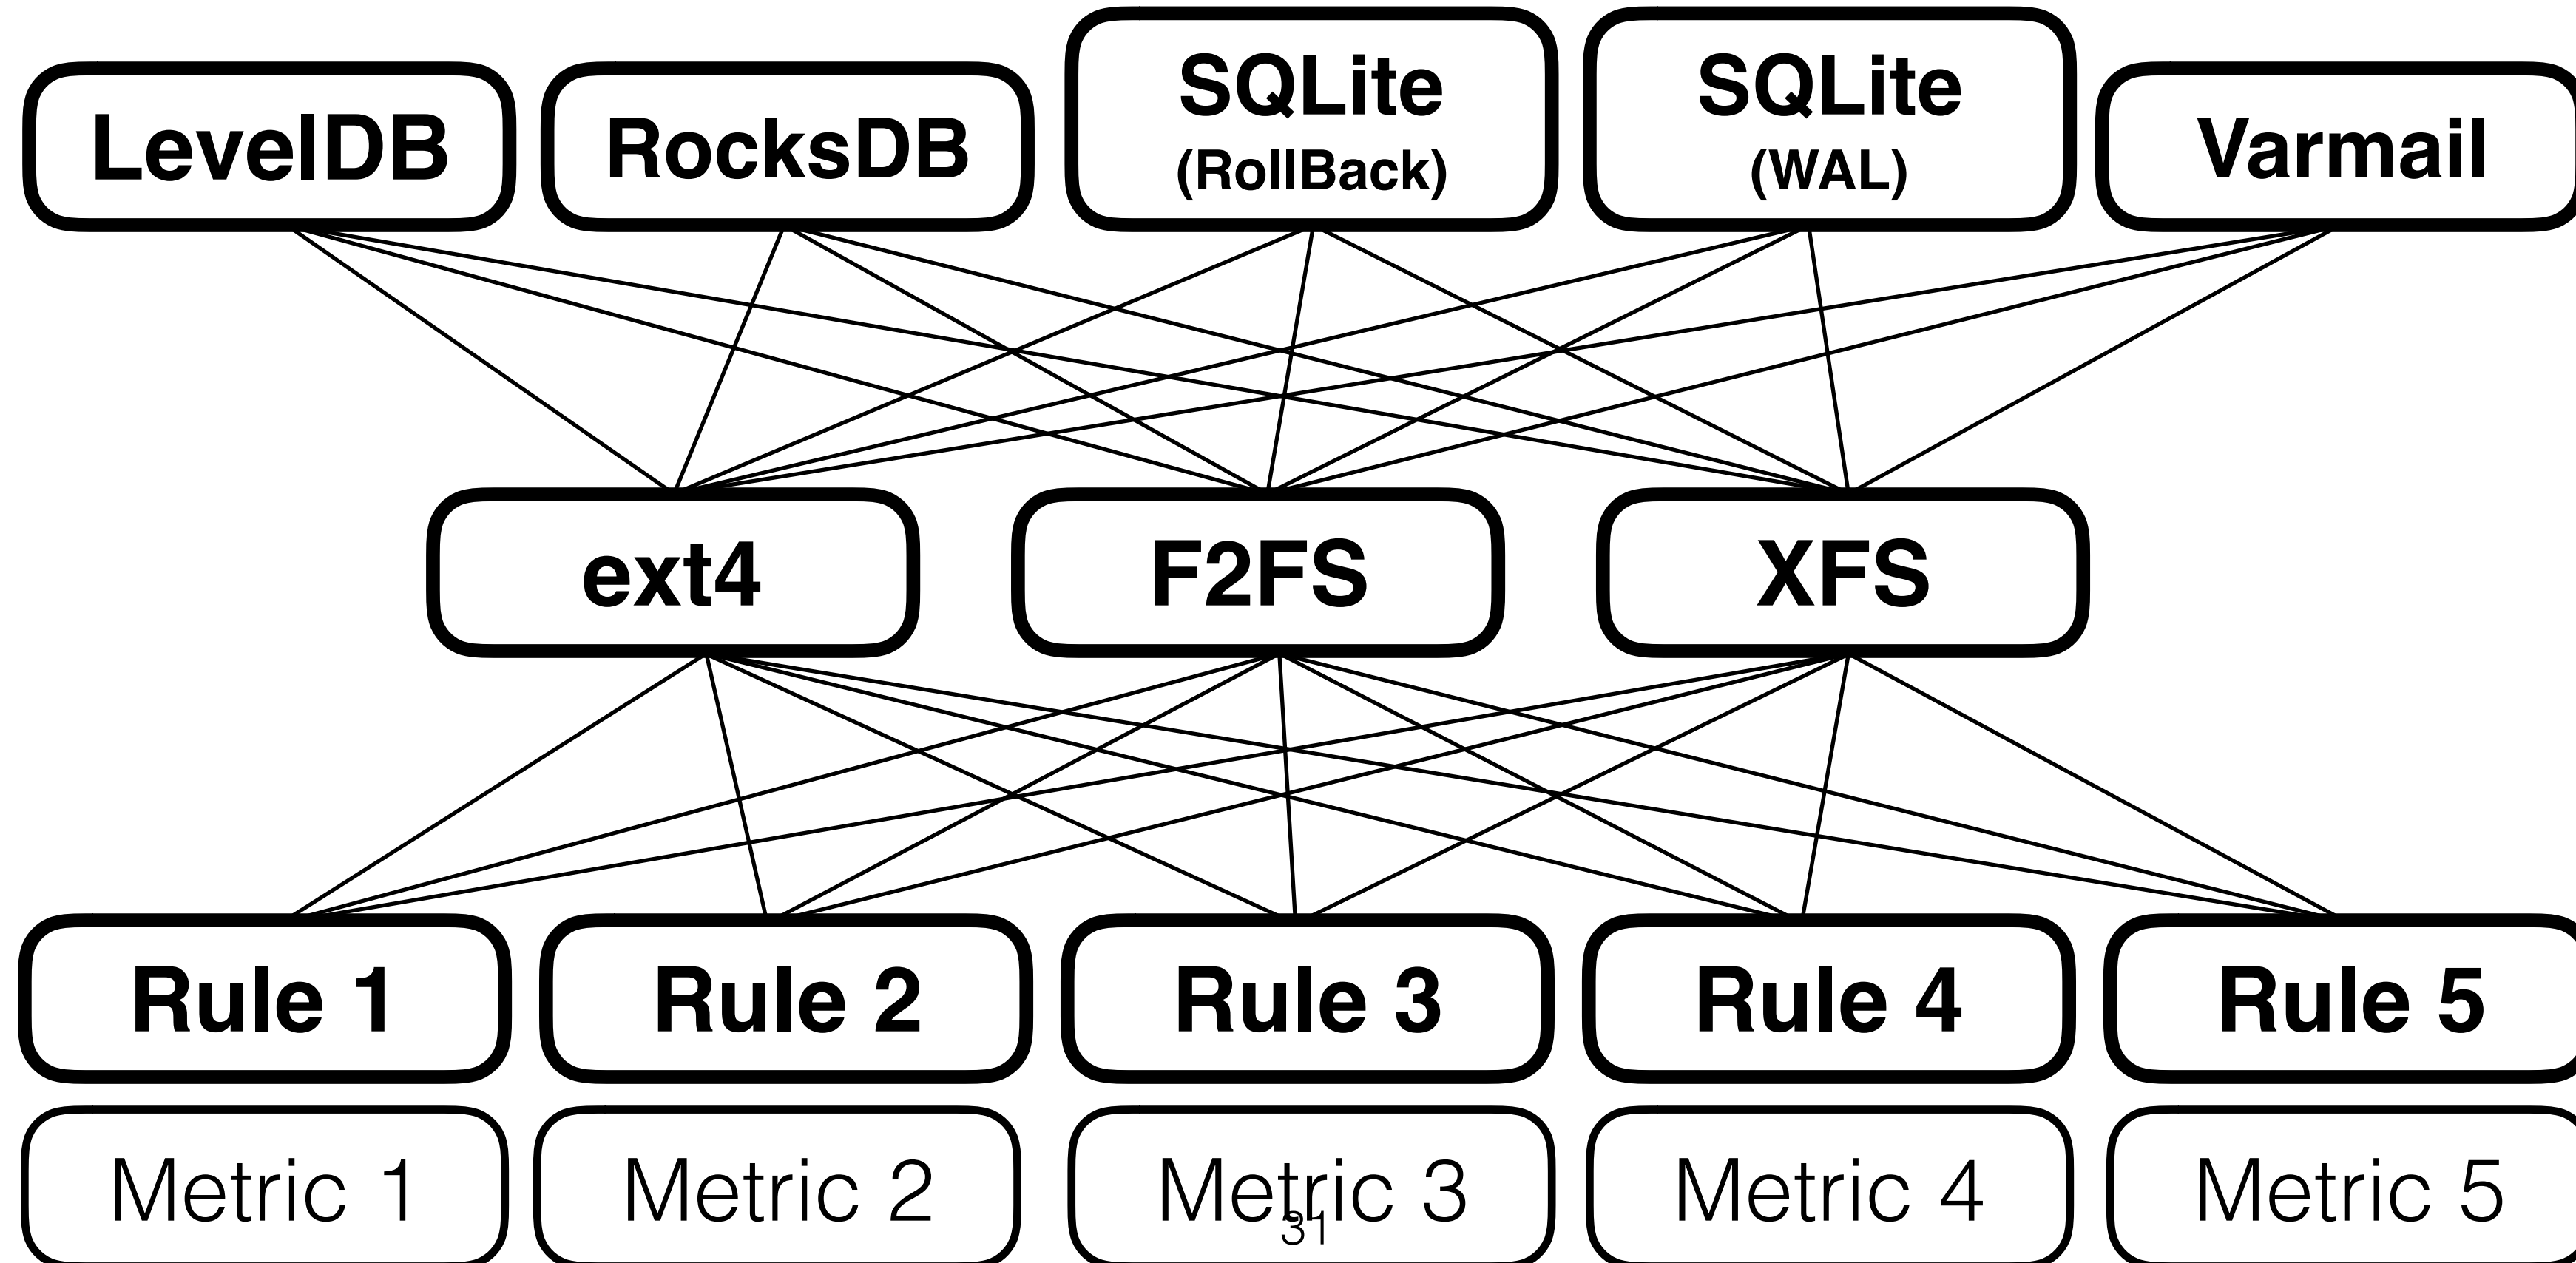 LevelDB
RocksDB
SQLite
(RollBack)
SQLite
(WAL)
Varmail
ext4
F2FS
XFS
Rule 1
Rule 2
Rule 3
Rule 4
Rule 5
Metric 1
Metric 2
Metric 3
Metric 4
Metric 5
31